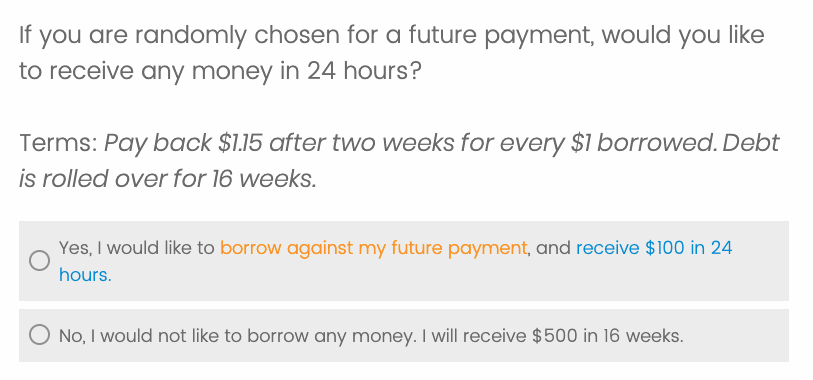 If you are randomly chosen for a future payment, would you like
to receive any money in 24 hours?
Terms: Pay back $1.15 after two weeks for every $1 borrowed. Debt
is rolled over for 16 weeks.
Yes, I would like to borrow against my future payment, and receive $100 in 24
hours.
No, I would not like to borrow any money. I will receive $500 in 16 weeks.